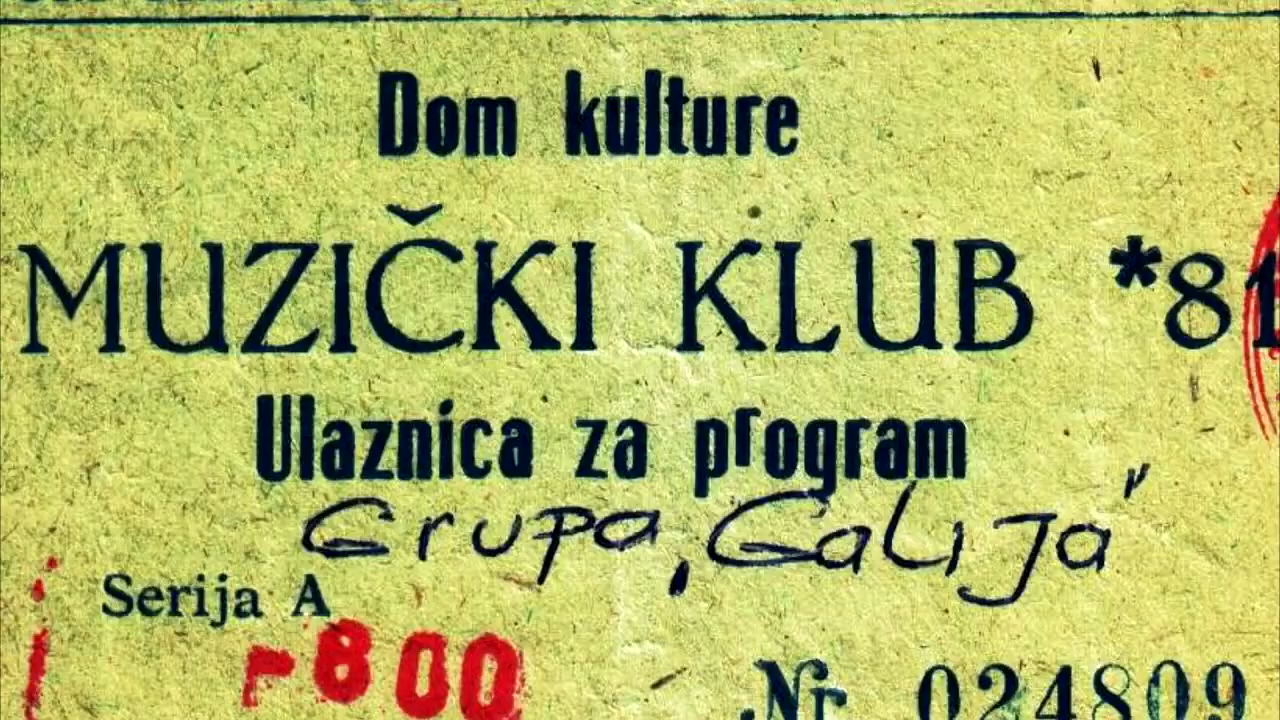 Dom kulture
MUZIČKI KLUB *81
Ulaznica za program
Grupa „Galija"
Serija A
-800
Nr 024809